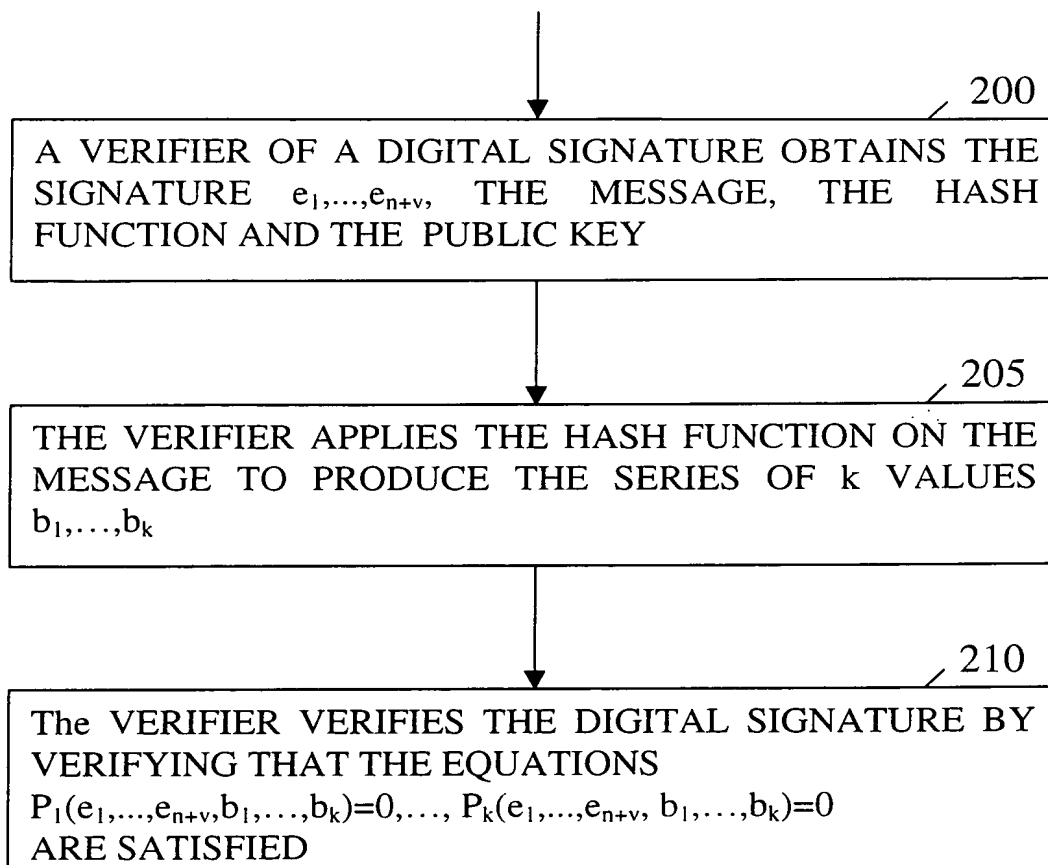 200
A VERIFIER OF A DIGITAL SIGNATURE OBTAINS THE
SIGNATURE e₁,...,eₙ₊ᵥ, THE MESSAGE, THE HASH
FUNCTION AND THE PUBLIC KEY
205
THE VERIFIER APPLIES THE HASH FUNCTION ON THE
MESSAGE TO PRODUCE THE SERIES OF k VALUES
b₁,...,bₖ
210
The VERIFIER VERIFIES THE DIGITAL SIGNATURE BY
VERIFYING THAT THE EQUATIONS
P₁(e₁,...,eₙ₊ᵥ,b₁,...,bₖ)=0,..., Pₖ(e₁,...,eₙ₊ᵥ, b₁,...,bₖ)=0
ARE SATISFIED